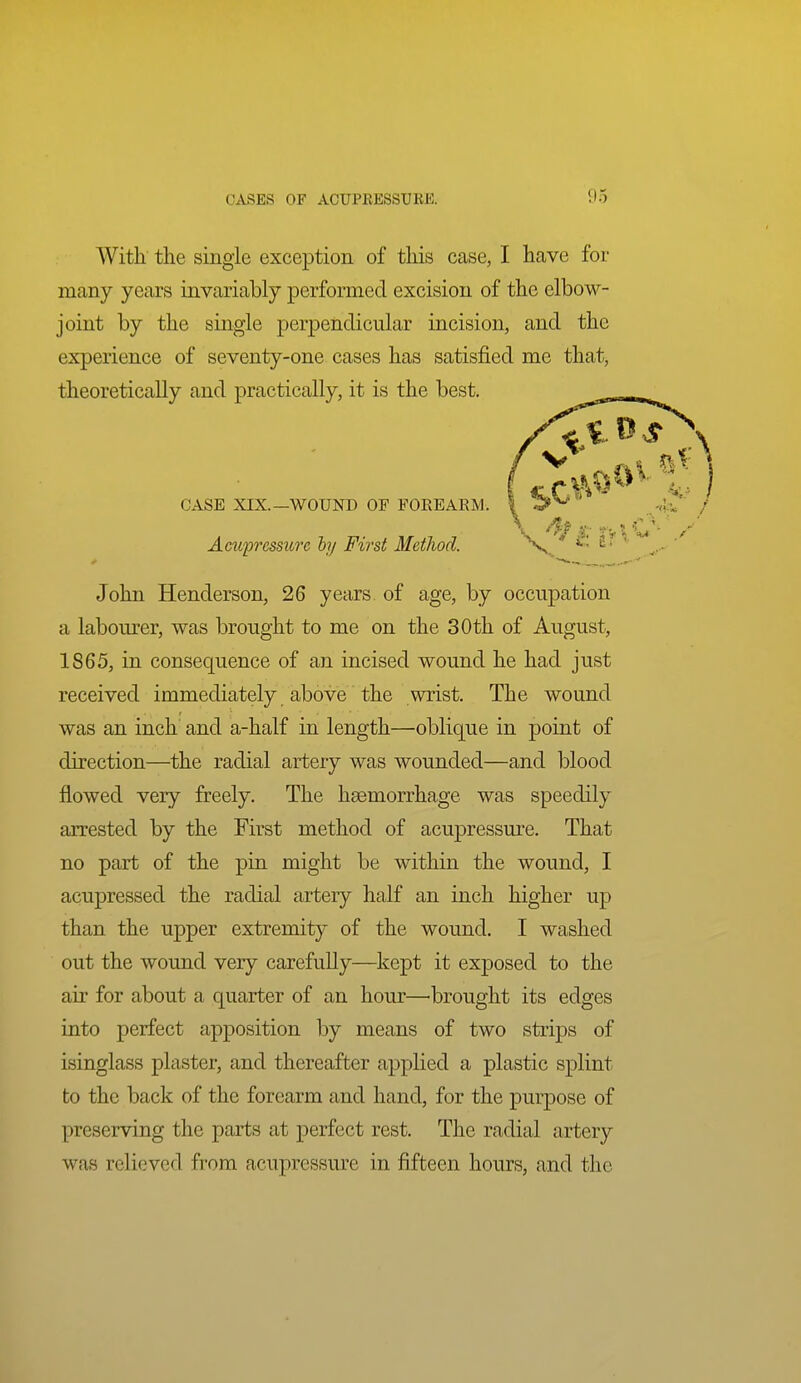 CASES OF ACUPRESSURE. 95
With the single exception of this case, I have for
many years invariably performed excision of the elbow-
joint by the single perpendicular incision, and the
experience of seventy-one cases has satisfied me that,
theoretically and practically, it is the best.
LEEDS
SCHOOL OF
MEDICINE
CASE XIX.—WOUND OF FOREARM.
Acupressure by First Method.
John Henderson, 26 years of age, by occupation
a labourer, was brought to me on the 30th of August,
1865, in consequence of an incised wound he had just
received immediately above the wrist. The wound
was an inch and a-half in length—oblique in point of
direction—the radial artery was wounded—and blood
flowed very freely. The hæmorrhage was speedily
arrested by the First method of acupressure. That
no part of the pin might be within the wound, I
acupressed the radial artery half an inch higher up
than the upper extremity of the wound. I washed
out the wound very carefully—kept it exposed to the
air for about a quarter of an hour—brought its edges
into perfect apposition by means of two strips of
isinglass plaster, and thereafter applied a plastic splint
to the back of the forearm and hand, for the purpose of
preserving the parts at perfect rest. The radial artery
was relieved from acupressure in fifteen hours, and the